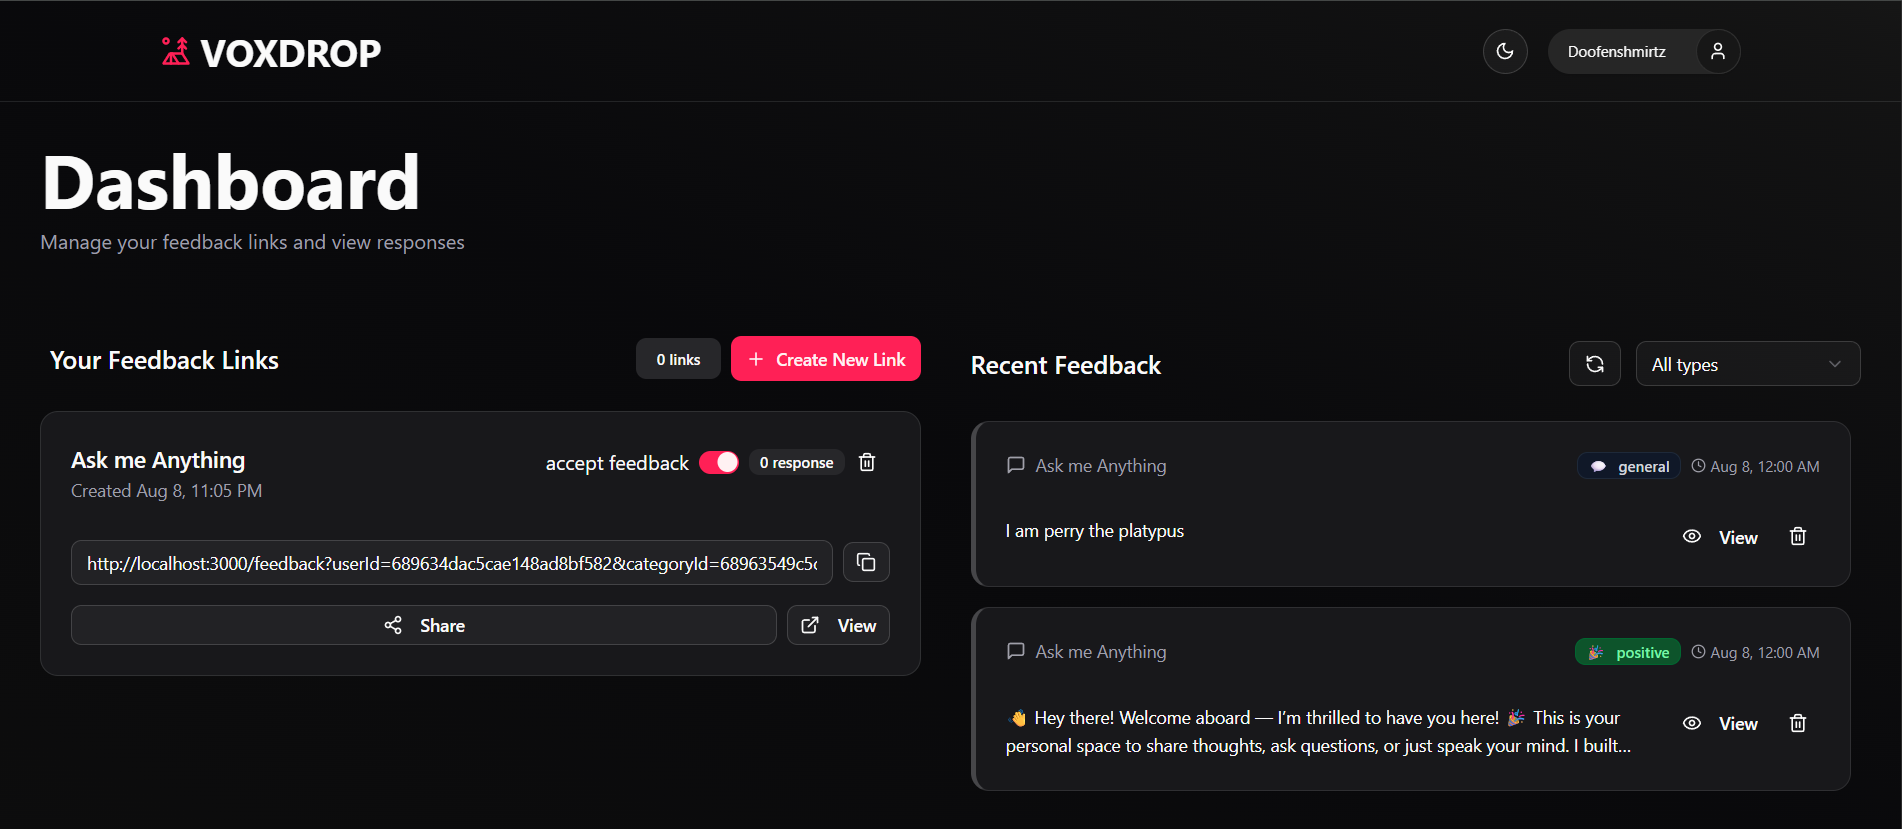 VOXDROP
Doofenshmirtz
Dashboard
Manage your feedback links and view responses
Your Feedback Links
0 links
+ Create New Link
Ask me Anything
Created Aug 8, 11:05 PM
accept feedback
0 response
http://localhost:3000/feedback?userId=689634dac5cae148ad8bf582&categoryId=68963549c5c
Share
View
Recent Feedback
All types
Ask me Anything
general
Aug 8, 12:00 AM
I am perry the platypus
View
Ask me Anything
🎉 positive
Aug 8, 12:00 AM
👋 Hey there! Welcome aboard — I’m thrilled to have you here! 🎉 This is your
personal space to share thoughts, ask questions, or just speak your mind. I built...
View